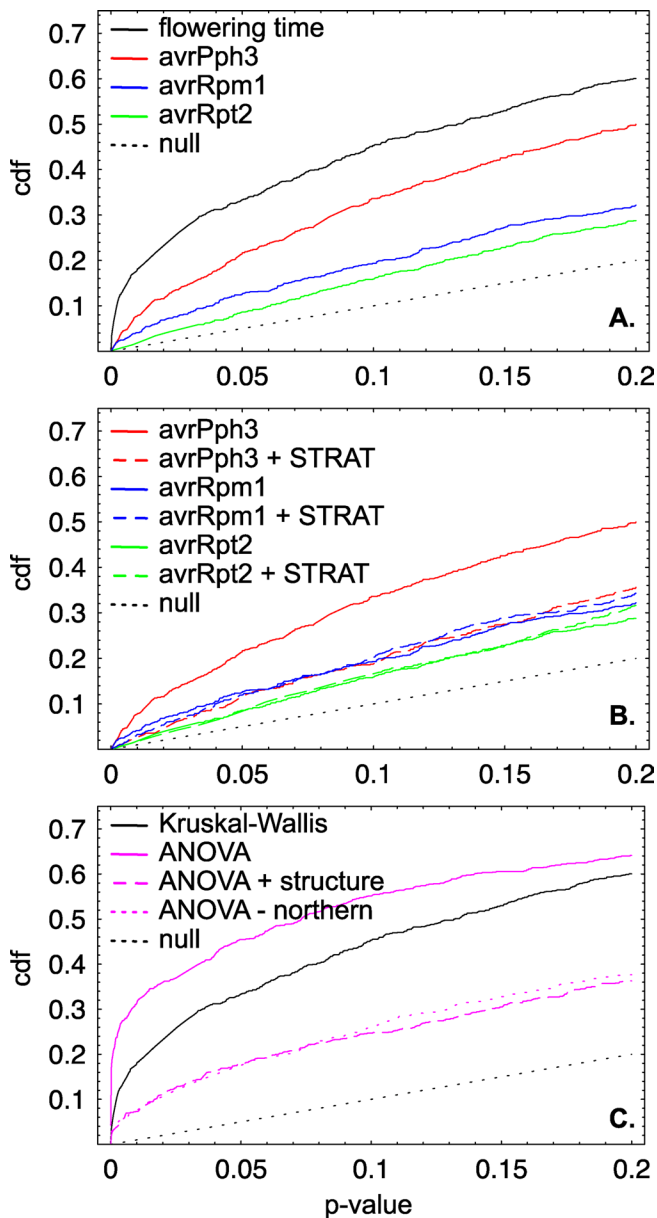 0.7
0.6
0.5
0.4
0.3
0.2
0.1
cdf
flowering time
avrPph3
avrRpm1
avrRpt2
null
A.
0 0.05 0.1 0.15 0.2
0.7
0.6
0.5
0.4
0.3
0.2
0.1
cdf
avrPph3
avrPph3 + STRAT
avrRpm1
avrRpm1 + STRAT
avrRpt2
avrRpt2 + STRAT
null
B.
0 0.05 0.1 0.15 0.2
0.7
0.6
0.5
0.4
0.3
0.2
0.1
cdf
Kruskal-Wallis
ANOVA
ANOVA + structure
ANOVA - northern
null
C.
0 0.05 0.1 0.15 0.2
p-value